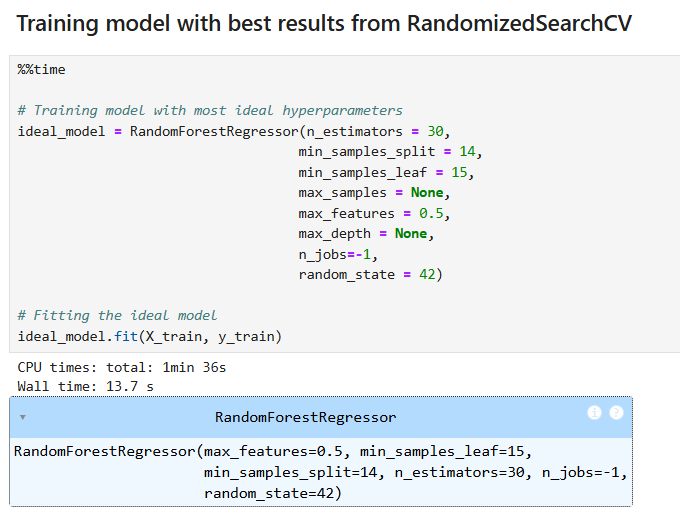 Training model with best results from RandomizedSearchCV
%%time
# Training model with most ideal hyperparameters
ideal_model = RandomForestRegressor(n_estimators = 30,
min_samples_split = 14,
min_samples_leaf = 15,
max_samples = None,
max_features = 0.5,
max_depth = None,
n_jobs=-1,
random_state = 42)
# Fitting the ideal model
ideal_model.fit(X_train, y_train)
CPU times: total: 1min 36s
Wall time: 13.7 s
▾ RandomForestRegressor i ?
RandomForestRegressor(max_features=0.5, min_samples_leaf=15,
min_samples_split=14, n_estimators=30, n_jobs=-1,
random_state=42)